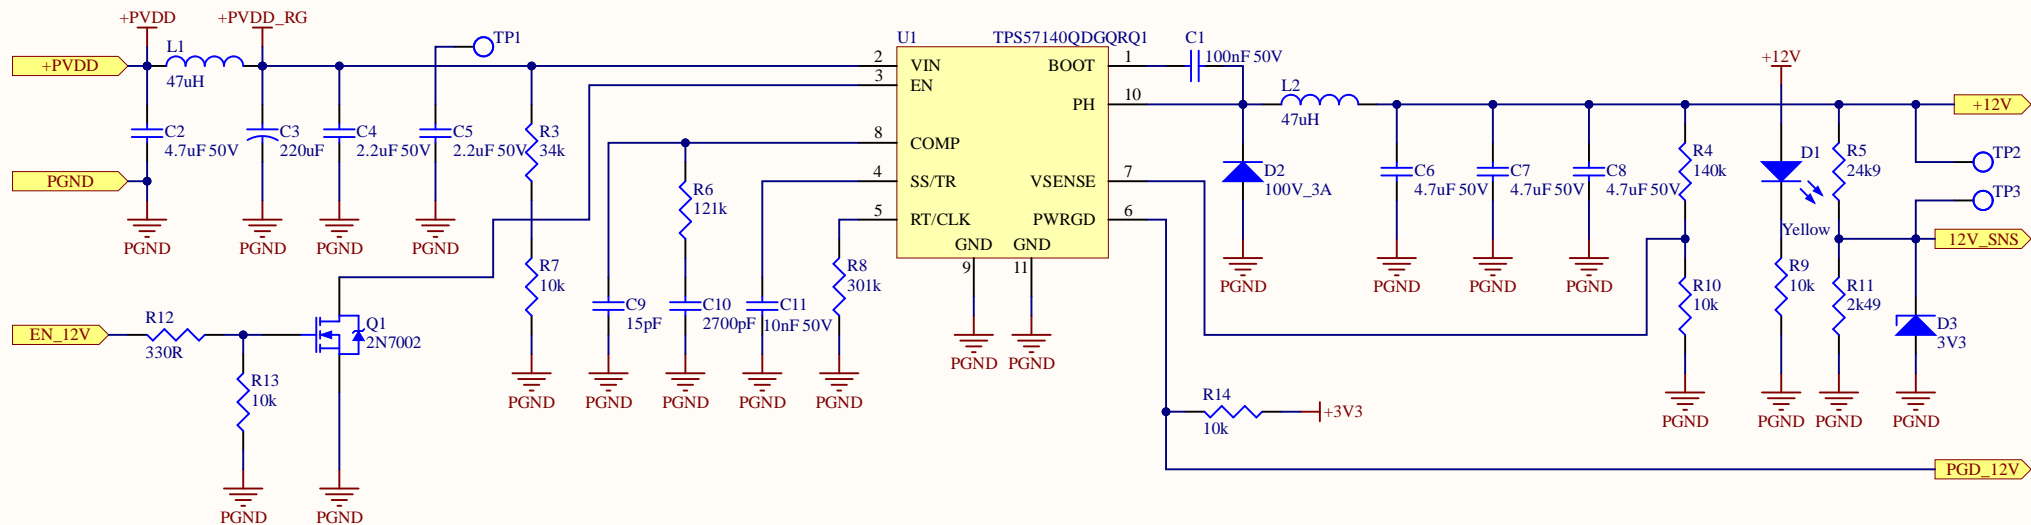 +PVDD
+PVDD_RG
TP1
L1
47uH
+PVDD
C2
4.7uF 50V
C3
220uF
C4
2.2uF 50V
C5
2.2uF 50V
R3
34k
PGND
PGND
PGND
PGND
PGND
R7
10k
PGND
EN_12V
R12
330R
R13
10k
PGND
Q1
2N7002
PGND
C9
15pF
PGND
R6
121k
C10
2700pF
PGND
C11
10nF 50V
PGND
R8
301k
PGND
U1
TPS57140QDGQRQ1
2
VIN
3
EN
8
COMP
4
SS/TR
5
RT/CLK
BOOT
1
PH
10
VSENSE
7
PWRGD
6
GND
GND
9
11
PGND
PGND
C1
100nF 50V
L2
47uH
D2
100V_3A
PGND
C6
4.7uF 50V
PGND
C7
4.7uF 50V
PGND
C8
4.7uF 50V
PGND
R4
140k
R10
10k
PGND
+12V
D1
Yellow
R9
10k
PGND
R5
24k9
R11
2k49
PGND
+12V
TP2
TP3
12V_SNS
D3
3V3
PGND
R14
10k
+3V3
PGD_12V